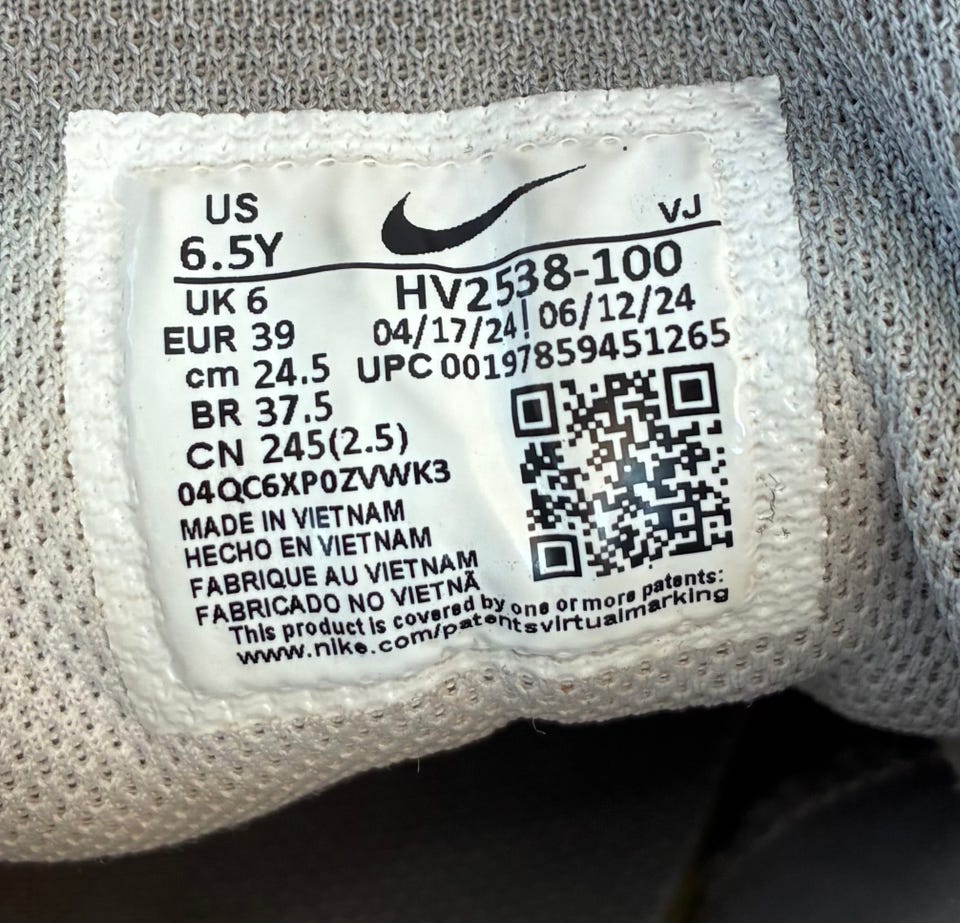 US
6.5Y
VJ
UK 6
HV2538-100
EUR 39
04/17/24! 06/12/24
cm 24.5
UPC 00197859451265
BR 37.5
CN 245(2.5)
04QC6XP0ZVWK3
MADE IN VIETNAM
HECHO EN VIETNAM
FABRIQUE AU VIETNAM
FABRICADO NO VIETNÃ
This product is covered by one or more patents:
www.nike.com/patentsvirtualmarking